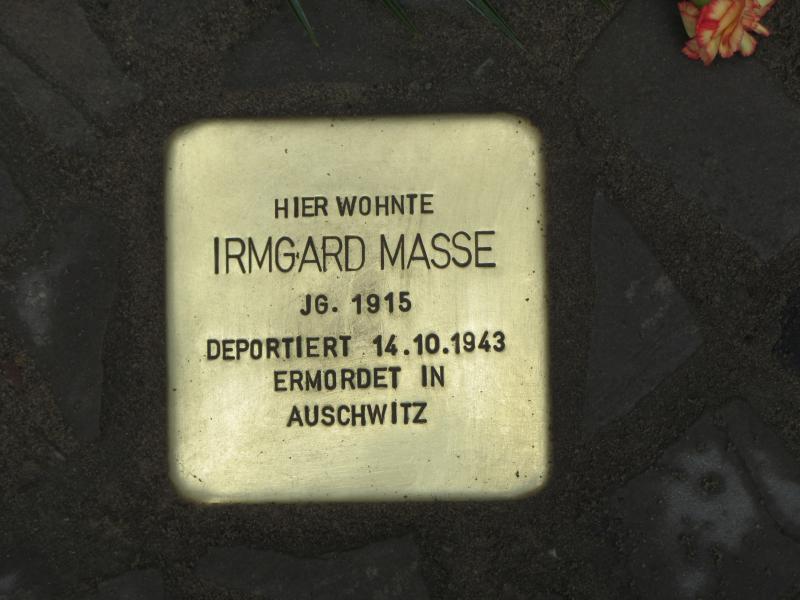 HIER WOHNTE
IRMGARD MASSE
JG. 1915
DEPORTIERT 14.10.1943
ERMORDET IN
AUSCHWITZ